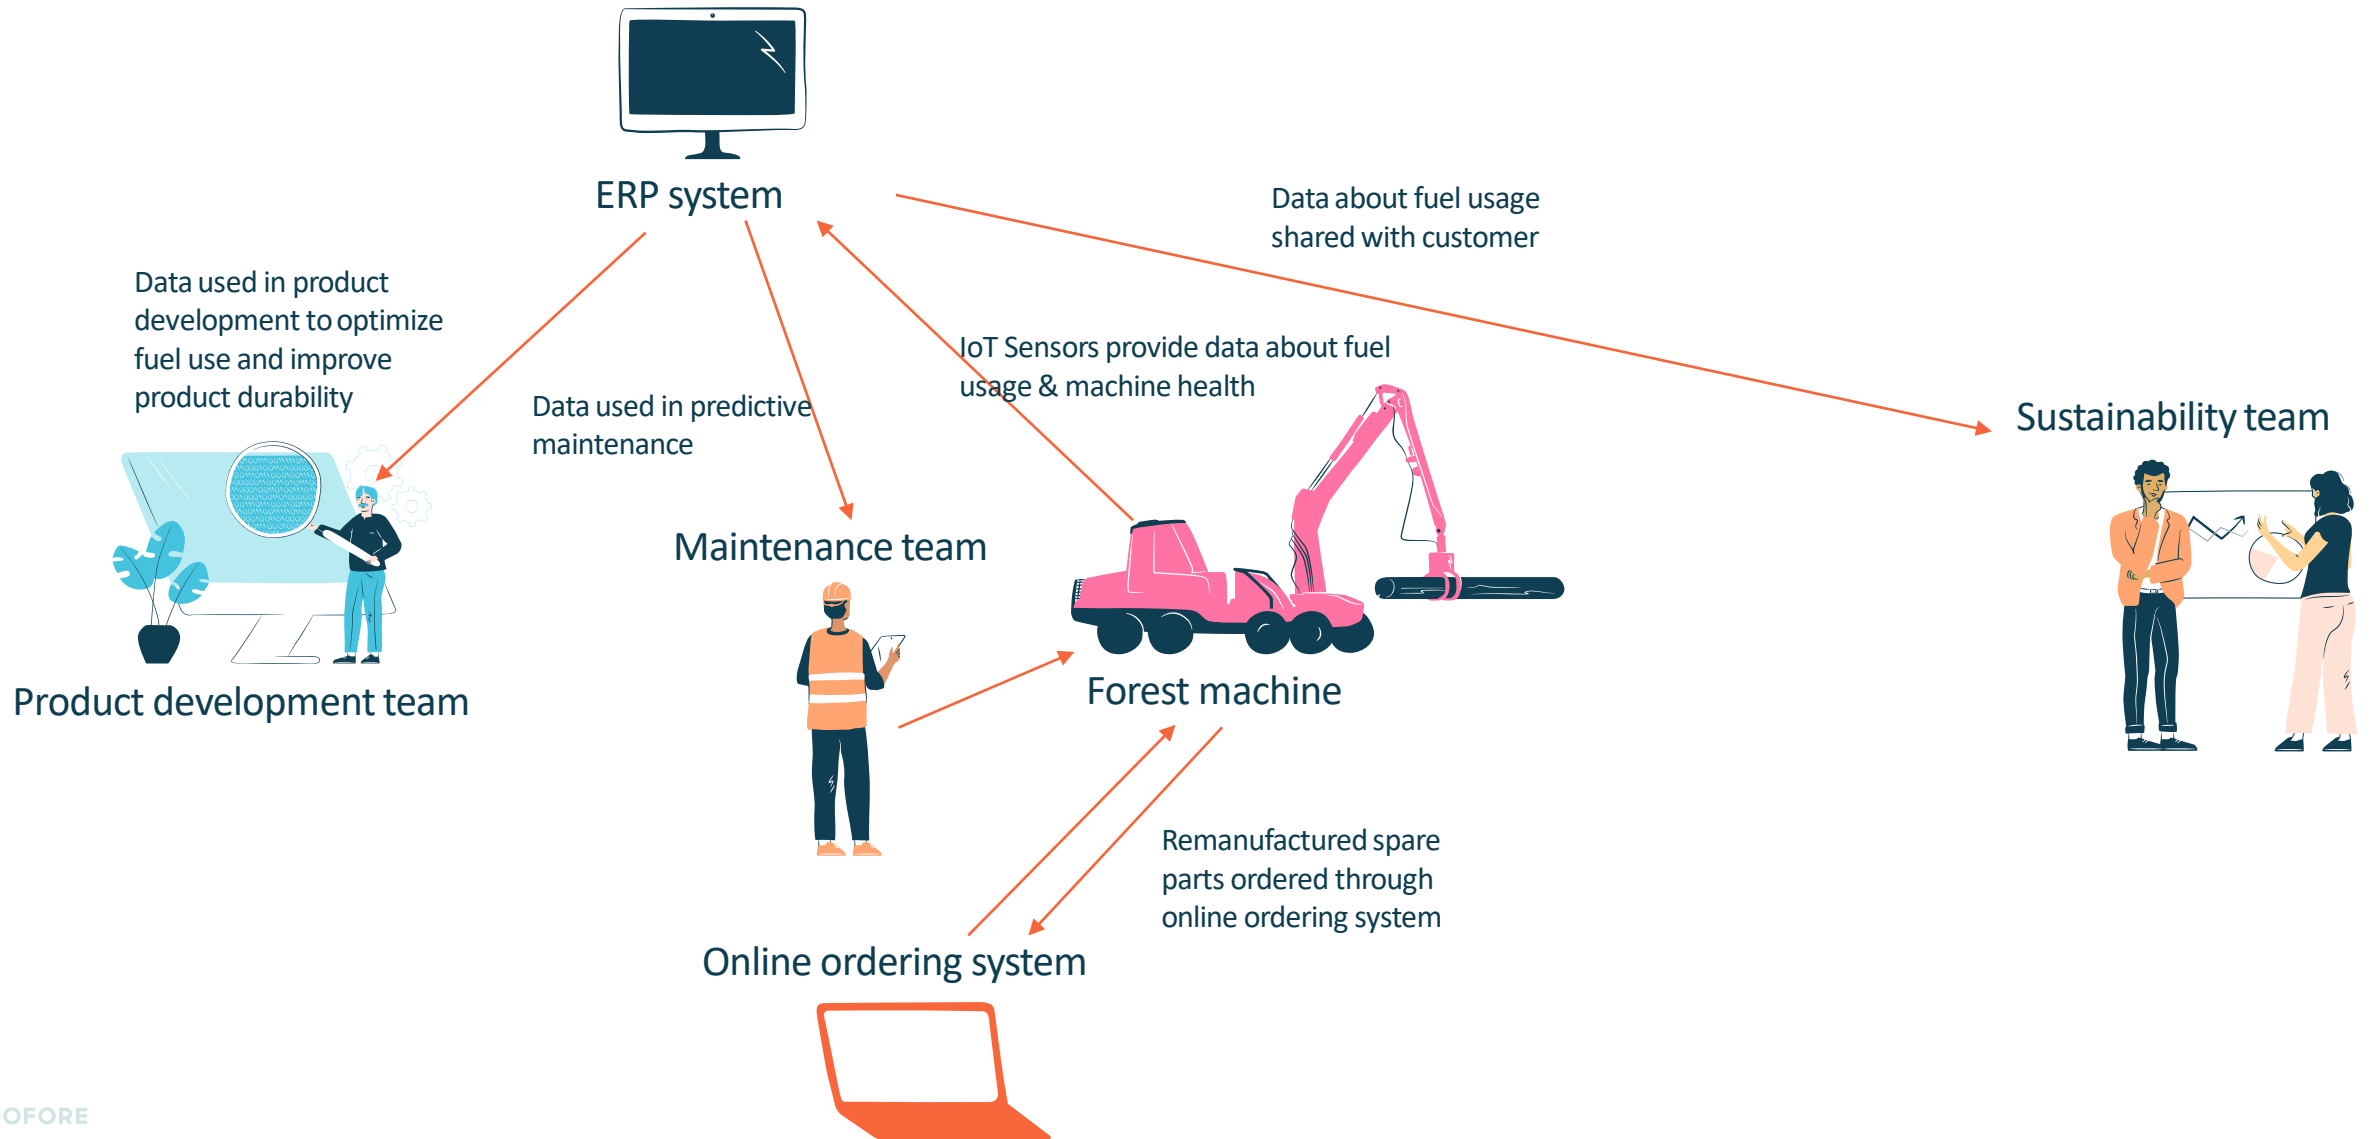 ERP system
Data about fuel usage
shared with customer
Data used in product
development to optimize
fuel use and improve
product durability
IoT Sensors provide data about fuel
usage & machine health
Data used in predictive
maintenance
Sustainability team
Maintenance team
Forest machine
Product development team
Remanufactured spare
parts ordered through
online ordering system
Online ordering system
OFORE